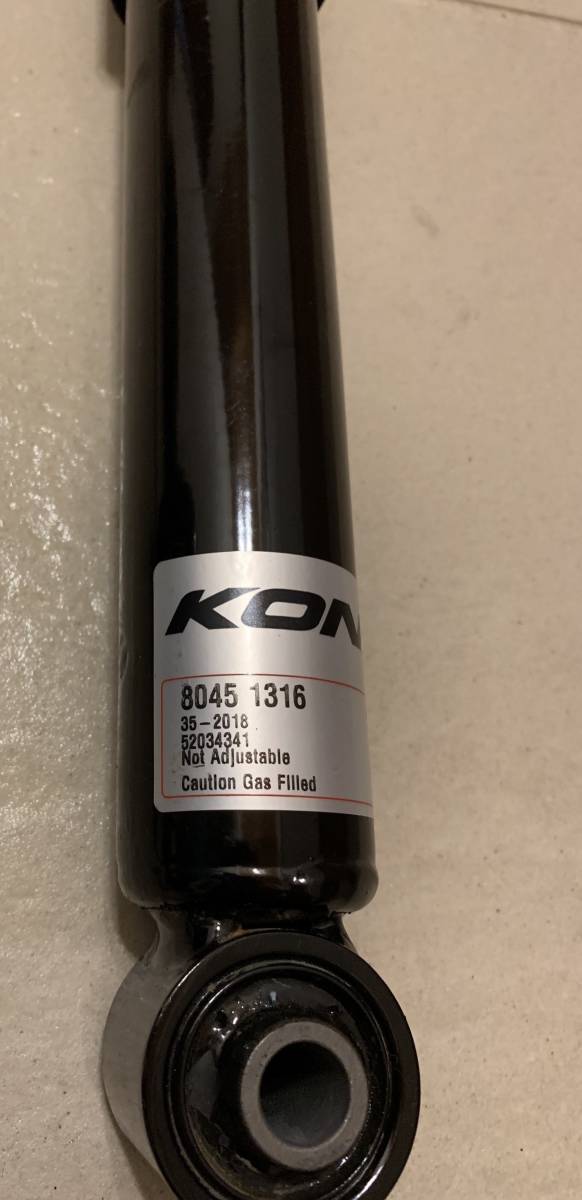 KON
8045 1316
35-2018
52034341
Not Adjustable
Caution Gas Filled